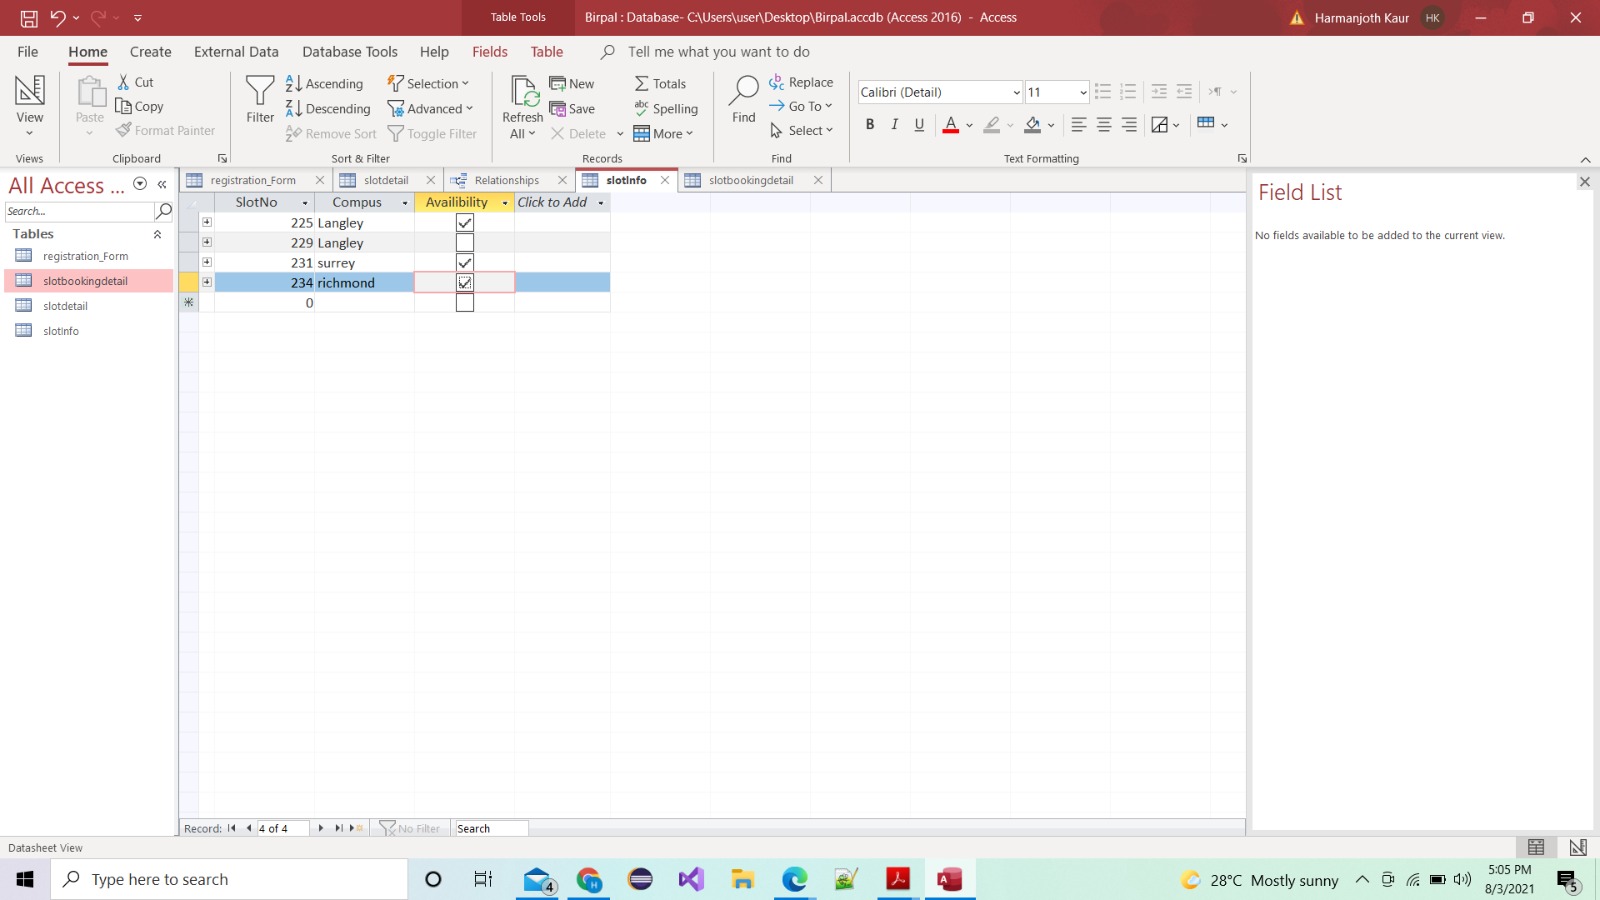 Table Tools
Birpal : Database- C:\Users\user\Desktop\Birpal.accdb (Access 2016) - Access
Harmanjoth Kaur
HK
File Home Create External Data Database Tools Help Fields Table Tell me what you want to do
View
Views
Paste
Cut
Copy
Format Painter
Clipboard
Filter
Ascending
Descending
Remove Sort
Selection
Advanced
Toggle Filter
Sort & Filter
Refresh
All
New
Save
Delete
Totals
Spelling
More
Records
Find
Replace
Go To
Select
Find
Calibri (Detail) 11
B I U A
Text Formatting
All Access ...
Search...
Tables
registration_Form
slotbookingdetail
slotdetail
slotInfo
registration_Form slotdetail Relationships slotInfo slotbookingdetail
SlotNo Compus Availibility Click to Add
225 Langley
229 Langley
231 surrey
234 richmond
0
Field List
No fields available to be added to the current view.
Record: 4 of 4 No Filter Search
Datasheet View
Type here to search
4
H
28°C Mostly sunny
5:05 PM
8/3/2021
5